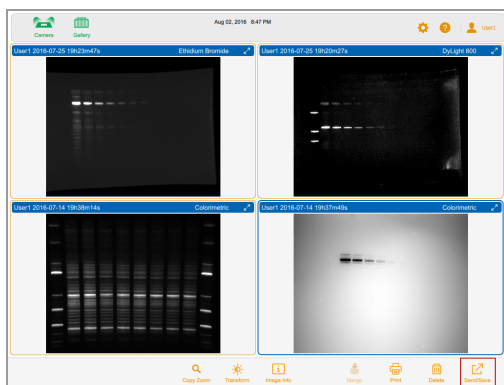 Aug 02, 2016 8:47 PM
Camera Gallery User1
User1 2016-07-25 19h23m47s Ethidium Bromide
User1 2016-07-25 19h20m27s DyLight 800
User1 2016-07-14 19h38m14s Colorimetric
User1 2016-07-14 19h37m49s Colorimetric
Copy Zoom Transform Image Info Merge Print Delete Send/Save